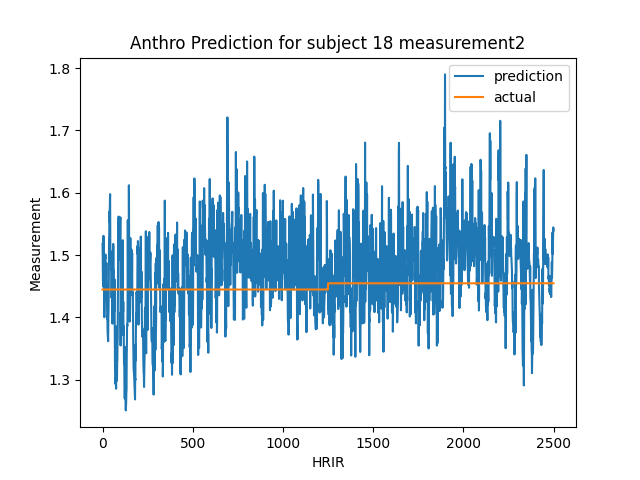 Anthro Prediction for subject 18 measurement2
prediction
actual
1.8
1.7
1.6
1.5
1.4
1.3
Measurement
0
500
1000
1500
2000
2500
HRIR